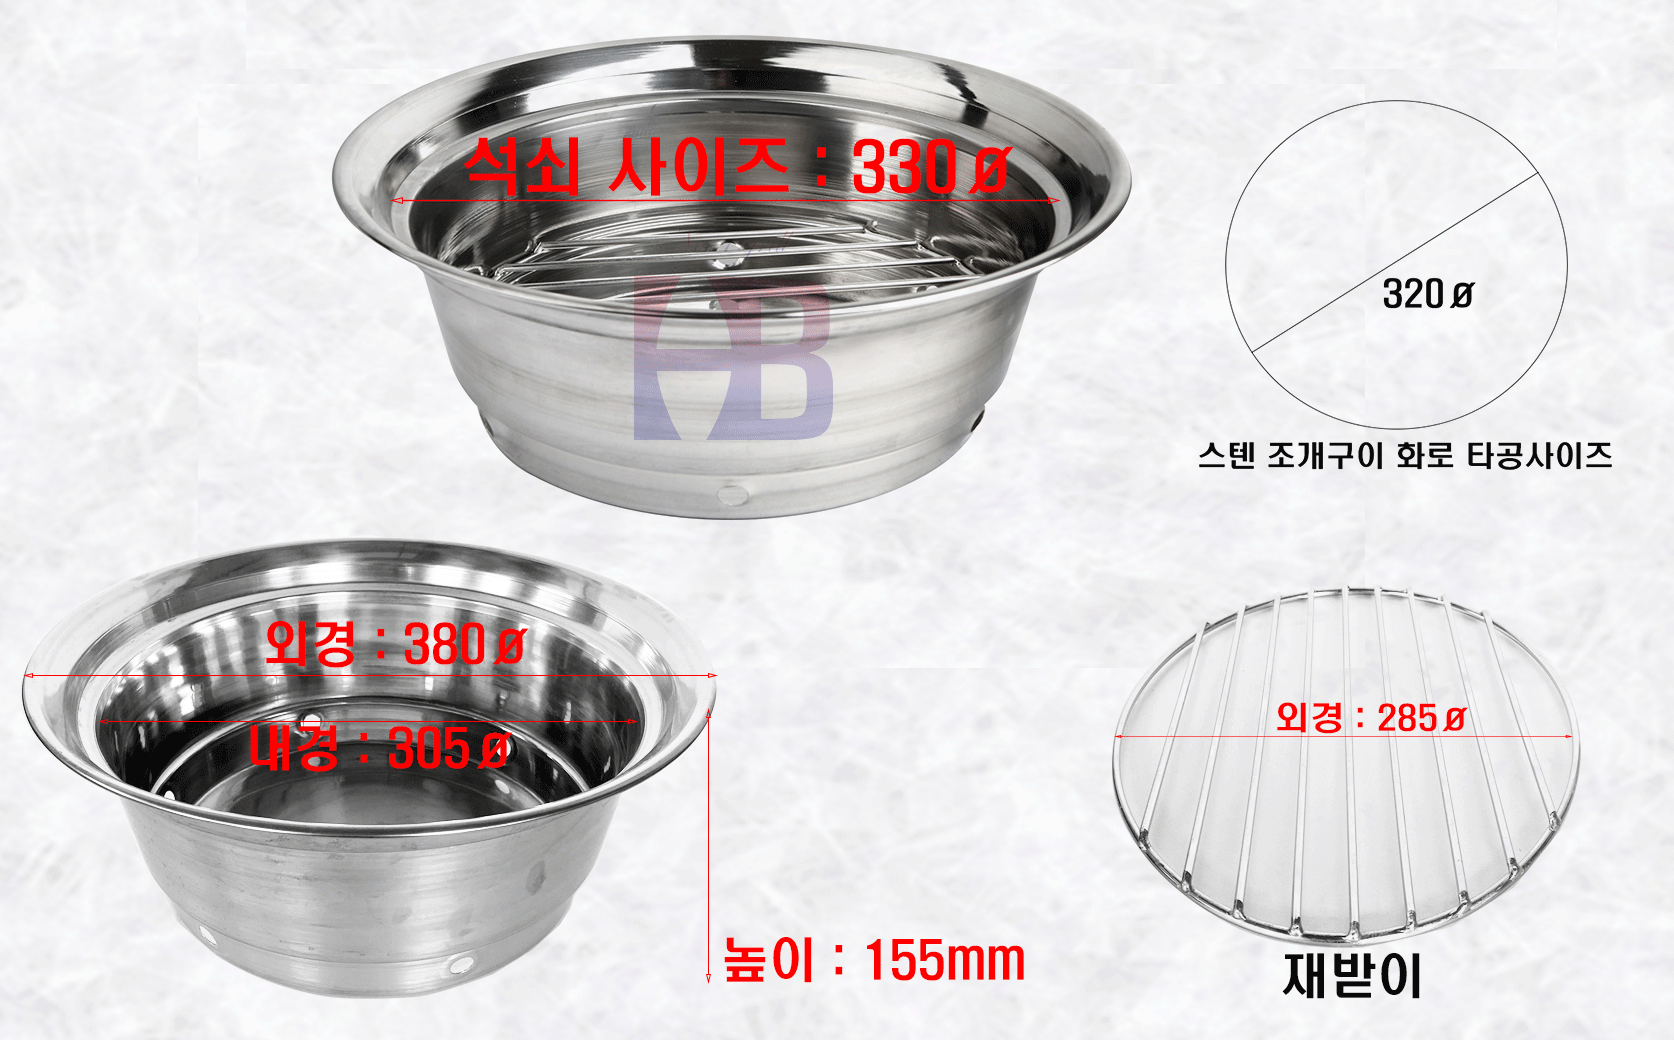 석쇠 사이즈 : 330ø
320ø
스텐 조개구이 화로 타공사이즈
HB
외경 : 380ø
내경 : 305ø
높이 : 155mm
외경 : 285ø
재받이